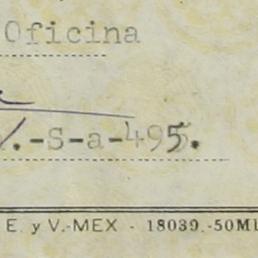 Oficina
.-S-a-495.
E. y V.-MEX - 18039.-50M